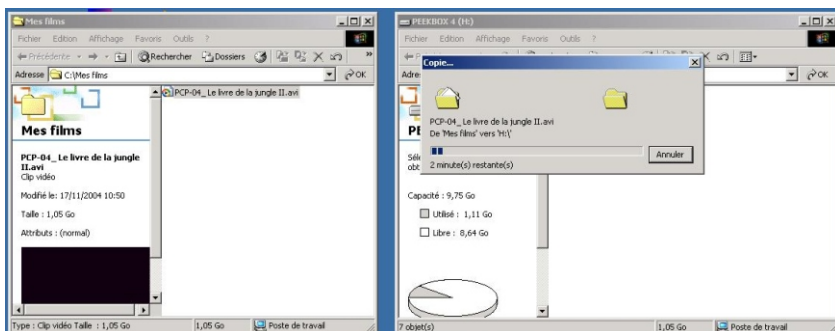 Mes films
Fichier Edition Affichage Favoris Outils ?
Précédente Rechercher Dossiers »
Adresse C:\Mes films OK
Mes films
PCP-04_ Le livre de la jungle
II.avi
Clip vidéo
Modifié le: 17/11/2004 10:50
Taille : 1,05 Go
Attributs : (normal)
PCP-04_ Le livre de la jungle II.avi
Type : Clip vidéo Taille : 1,05 Go 1,05 Go Poste de travail
PEEKBOX 4 (H:)
Fichier Edition Affichage Favoris Outils ?
OK
Copie...
PCP-04_ Le livre de la jungle II.avi
De 'Mes films' vers 'H:\'
2 minute(s) restante(s)
Annuler
Capacité : 9,75 Go
Utilisé : 1,11 Go
Libre : 8,64 Go
7 objet(s) 1,05 Go Poste de travail